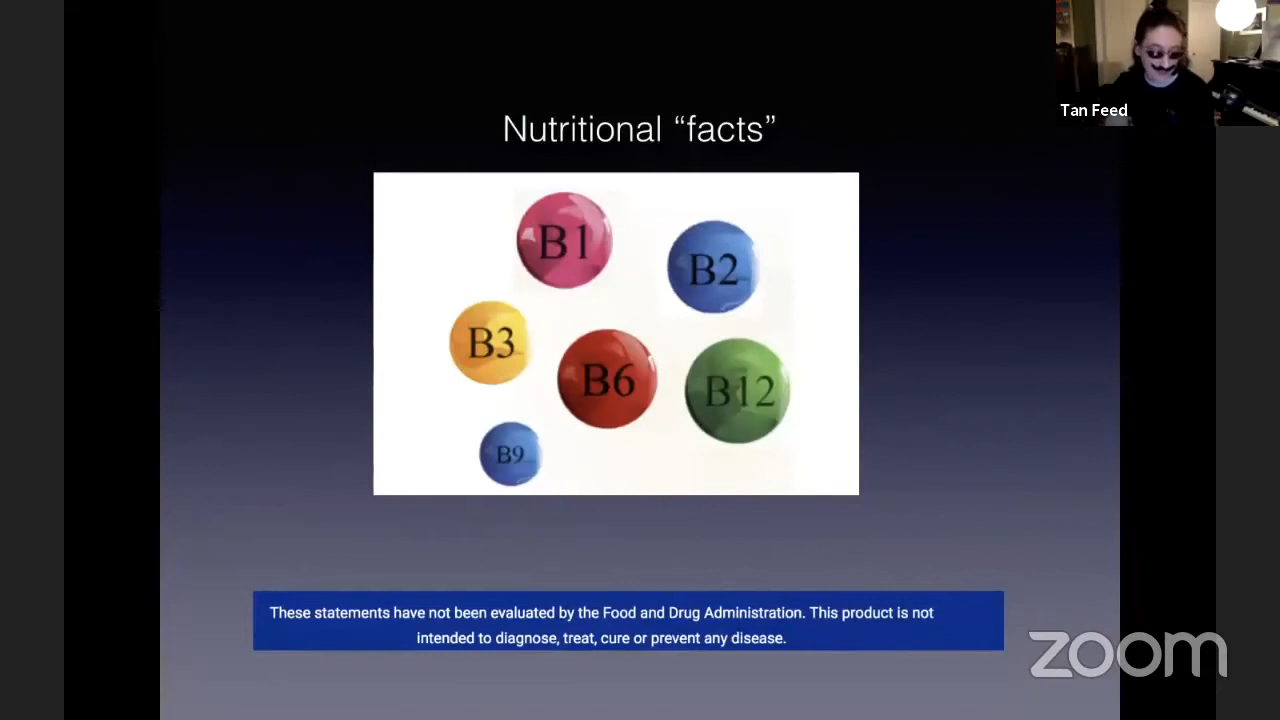 Tan Feed
Nutritional “facts”
B1
B2
B3
B6
B12
B9
These statements have not been evaluated by the Food and Drug Administration. This product is not
intended to diagnose, treat, cure or prevent any disease.
zoom